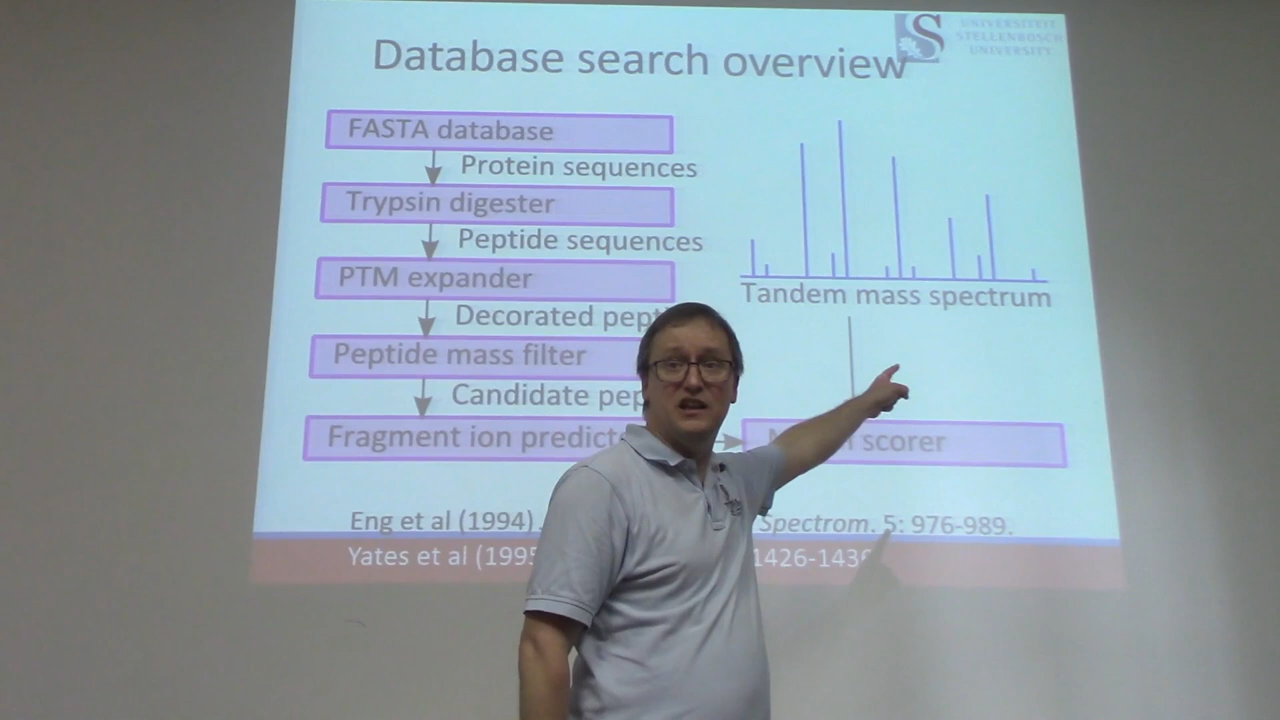 Database search overview
UNIVERSITEIT
STELLENBOSCH
UNIVERSITY
FASTA database
Protein sequences
Trypsin digester
Peptide sequences
PTM expander
Tandem mass spectrum
Decorated pept
Peptide mass filter
Candidate pep
Fragment ion predict
scorer
Eng et al (1994) Spectrom. 5: 976-989.
Yates et al (1995 1426-1436